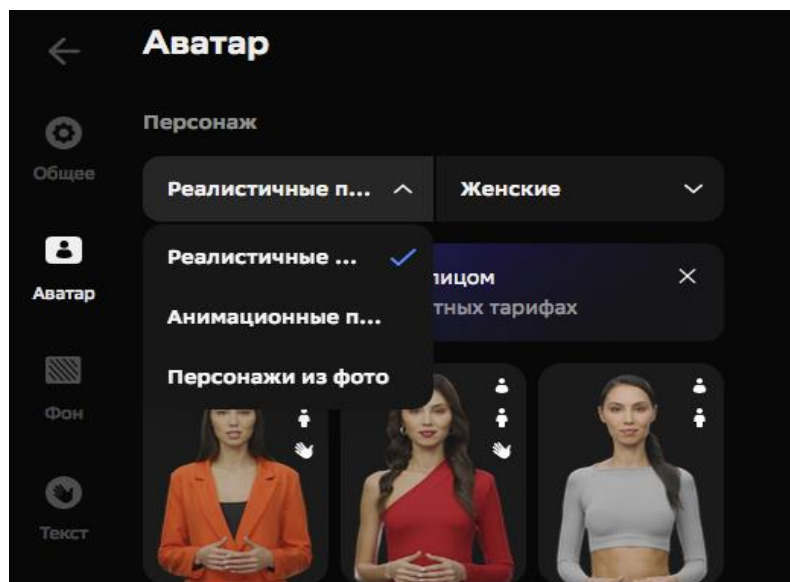 Аватар
Персонаж
Общее
Реалистичные п...
Женские
Реалистичные ...
лицом
Аватар
тных тарифах
Анимационные п...
Персонажи из фото
Фон
Текст